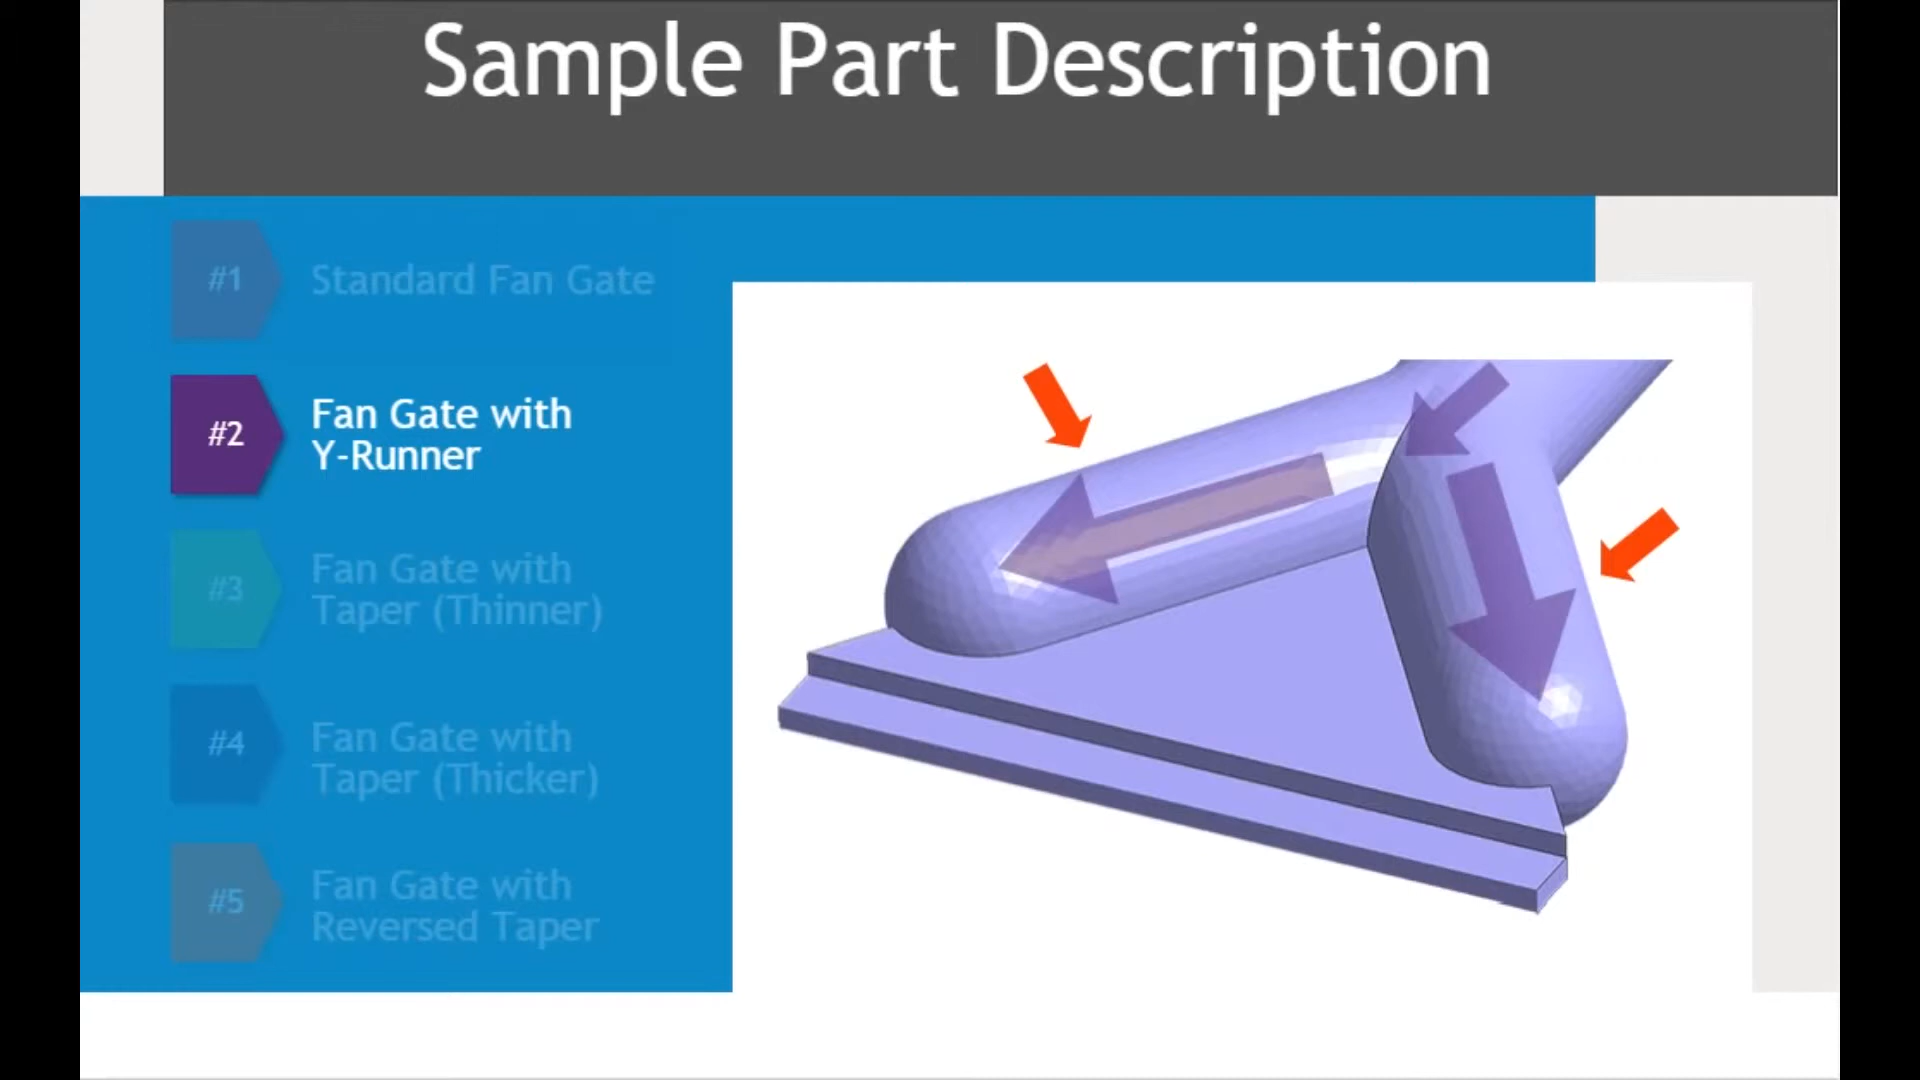 Sample Part Description
#1
Standard Fan Gate
#2
Fan Gate with
Y-Runner
#3
Fan Gate with
Taper (Thinner)
#4
Fan Gate with
Taper (Thicker)
#5
Fan Gate with
Reversed Taper